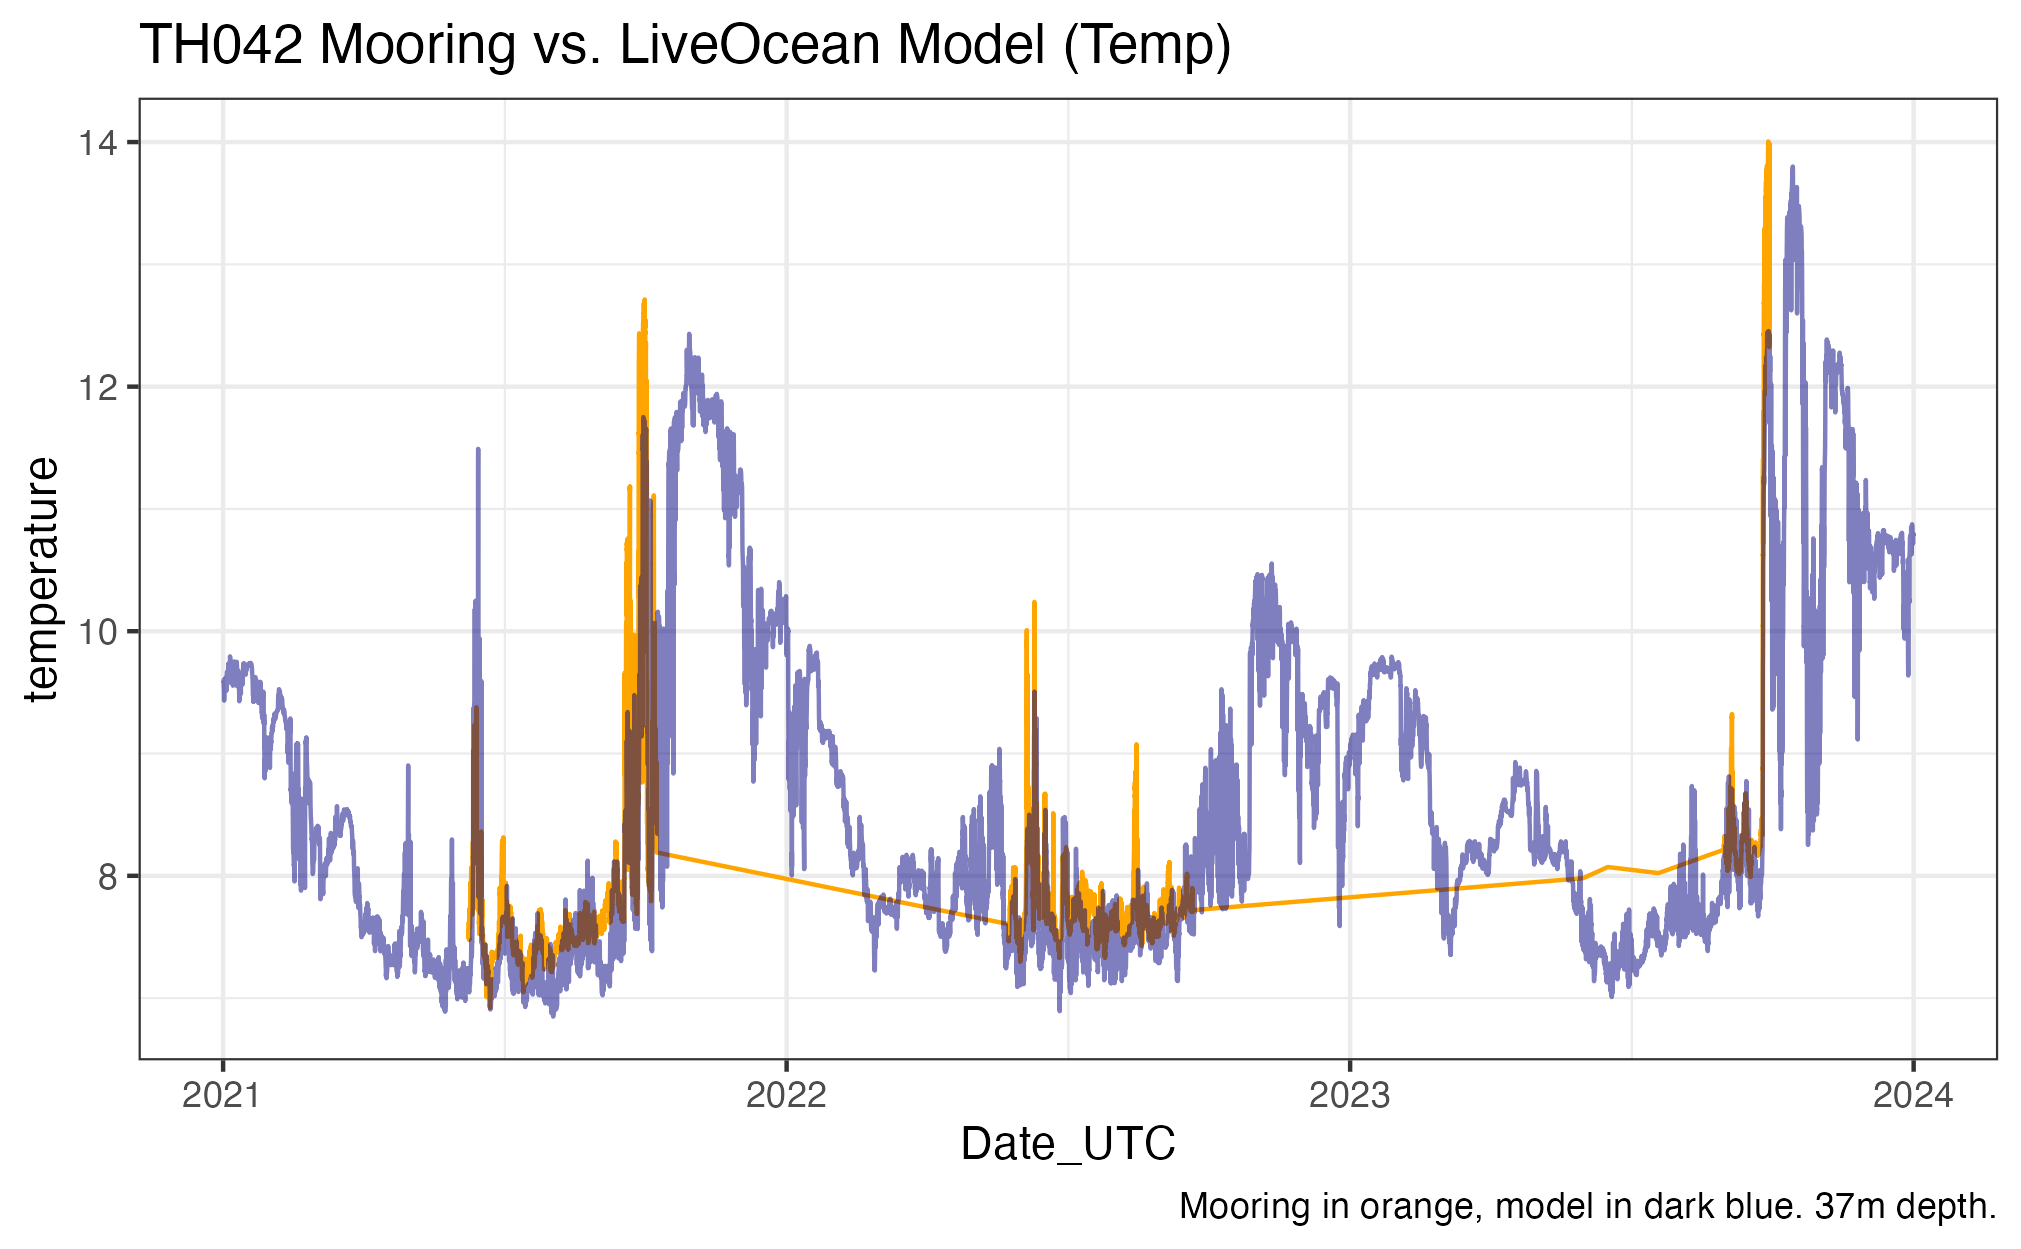 TH042 Mooring vs. LiveOcean Model (Temp)
temperature
14
12
10
8
2021
2022
2023
2024
Date_UTC
Mooring in orange, model in dark blue. 37m depth.